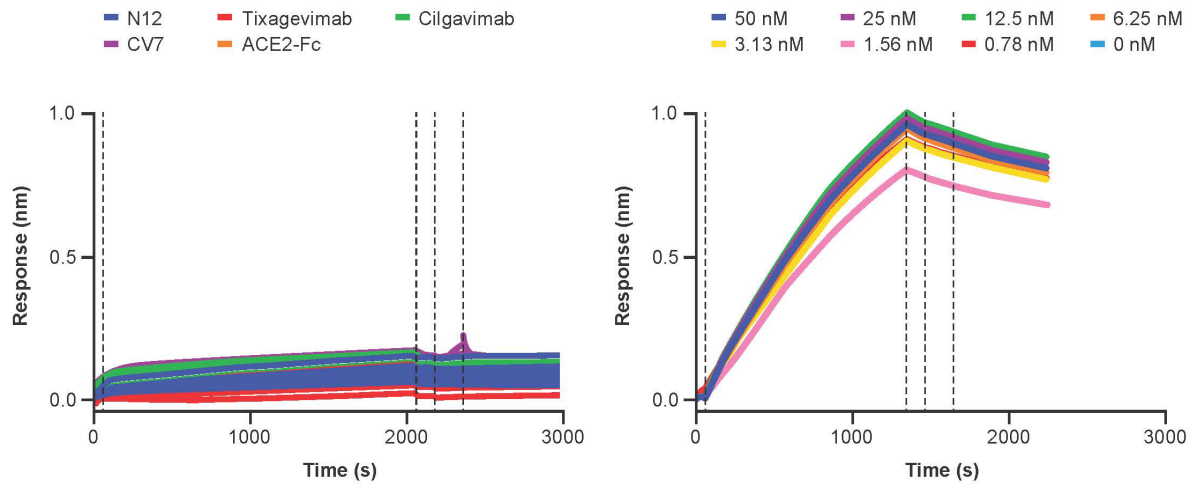 N12 Tixagevimab Cilgavimab
CV7 ACE2-Fc
1.0
0.5
0.0
Response (nm)
0 1000 2000 3000
Time (s)
50 nM 25 nM 12.5 nM 6.25 nM
3.13 nM 1.56 nM 0.78 nM 0 nM
1.0
0.5
0.0
Response (nm)
0 1000 2000 3000
Time (s)